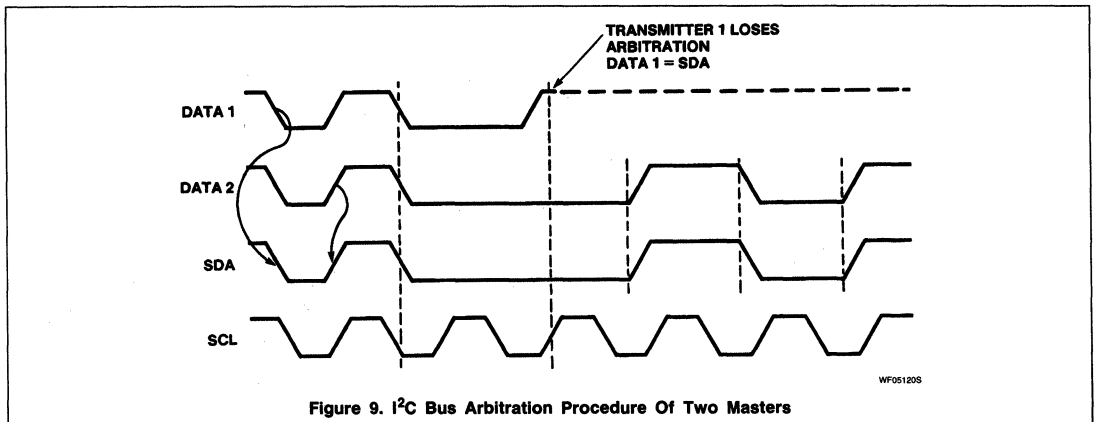 TRANSMITTER 1 LOSES
ARBITRATION
DATA 1 = SDA
DATA 1
DATA 2
SDA
SCL
WF05120S
Figure 9. I²C Bus Arbitration Procedure Of Two Masters